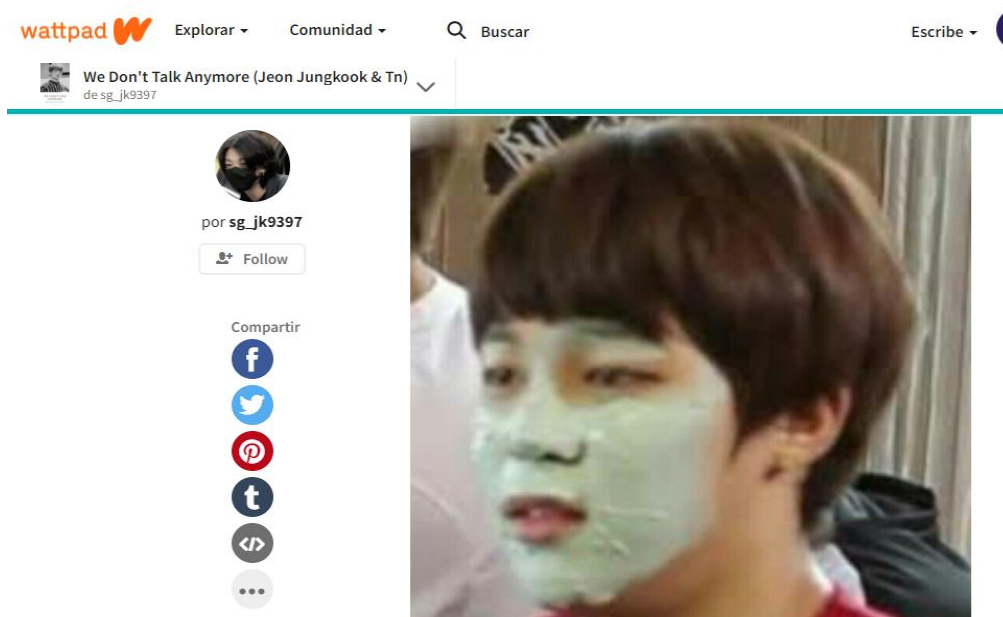 wattpad
Explorar
Comunidad
Buscar
Escribe
We Don't Talk Anymore (Jeon Jungkook & Tn)
de sg_jk9397
por sg_jk9397
Follow
Compartir